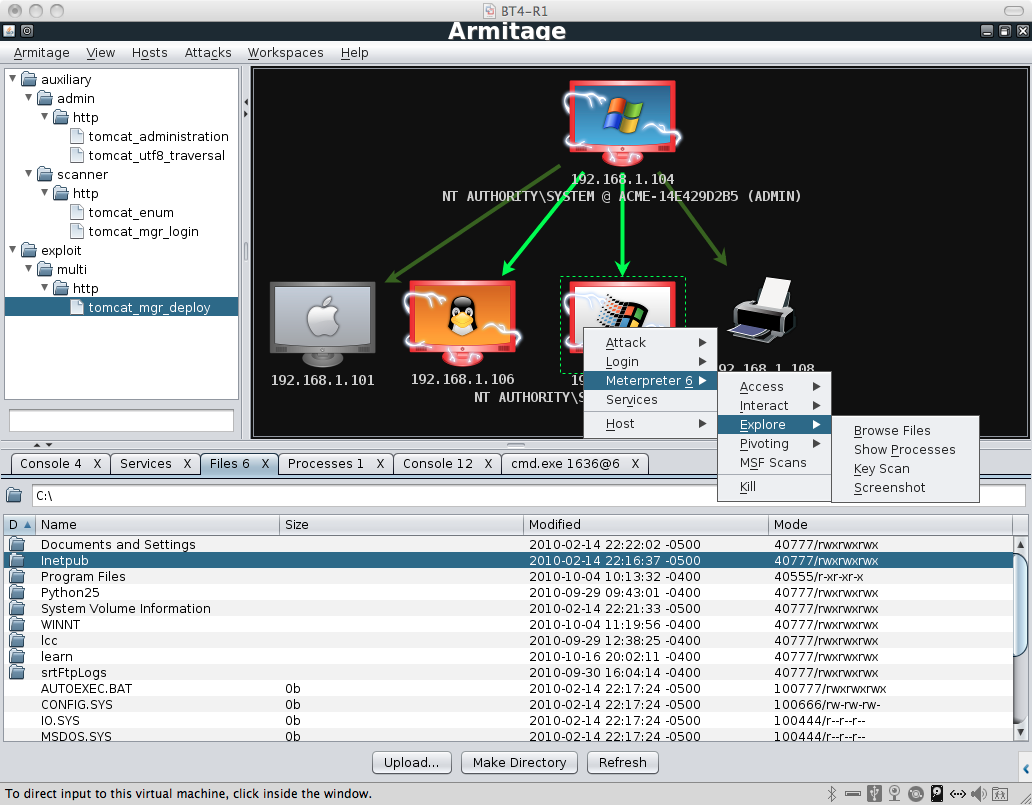 BT4-R1
Armitage
Armitage View Hosts Attacks Workspaces Help
auxiliary
admin
http
tomcat_administration
tomcat_utf8_traversal
scanner
http
tomcat_enum
tomcat_mgr_login
exploit
multi
http
tomcat_mgr_deploy
192.168.1.104
NT AUTHORITY\SYSTEM @ ACME-14E429D2B5 (ADMIN)
192.168.1.101
192.168.1.106
NT AUTHORITY\S
Attack
Login
Meterpreter 6
Services
Host
Access
Interact
Explore
Pivoting
MSF Scans
Kill
Browse Files
Show Processes
Key Scan
Screenshot
Console 4 X Services X Files 6 X Processes 1 X Console 12 X cmd.exe 1636@6 X
C:\
D Name Size Modified Mode
Documents and Settings 2010-02-14 22:22:02 -0500 40777/rwxrwxrwx
Inetpub 2010-02-14 22:16:37 -0500 40777/rwxrwxrwx
Program Files 2010-10-04 10:13:32 -0400 40555/r-xr-xr-x
Python25 2010-09-29 09:43:01 -0400 40777/rwxrwxrwx
System Volume Information 2010-02-14 22:21:33 -0500 40777/rwxrwxrwx
WINNT 2010-10-04 11:19:56 -0400 40777/rwxrwxrwx
lcc 2010-09-29 12:38:25 -0400 40777/rwxrwxrwx
learn 2010-10-16 20:02:11 -0400 40777/rwxrwxrwx
srtFtpLogs 2010-09-30 16:04:14 -0400 40777/rwxrwxrwx
AUTOEXEC.BAT 0b 2010-02-14 22:17:24 -0500 100777/rwxrwxrwx
CONFIG.SYS 0b 2010-02-14 22:17:24 -0500 100666/rw-rw-rw-
IO.SYS 0b 2010-02-14 22:17:24 -0500 100444/r--r--r--
MSDOS.SYS 0b 2010-02-14 22:17:24 -0500 100444/r--r--r--
Upload... Make Directory Refresh
To direct input to this virtual machine, click inside the window.